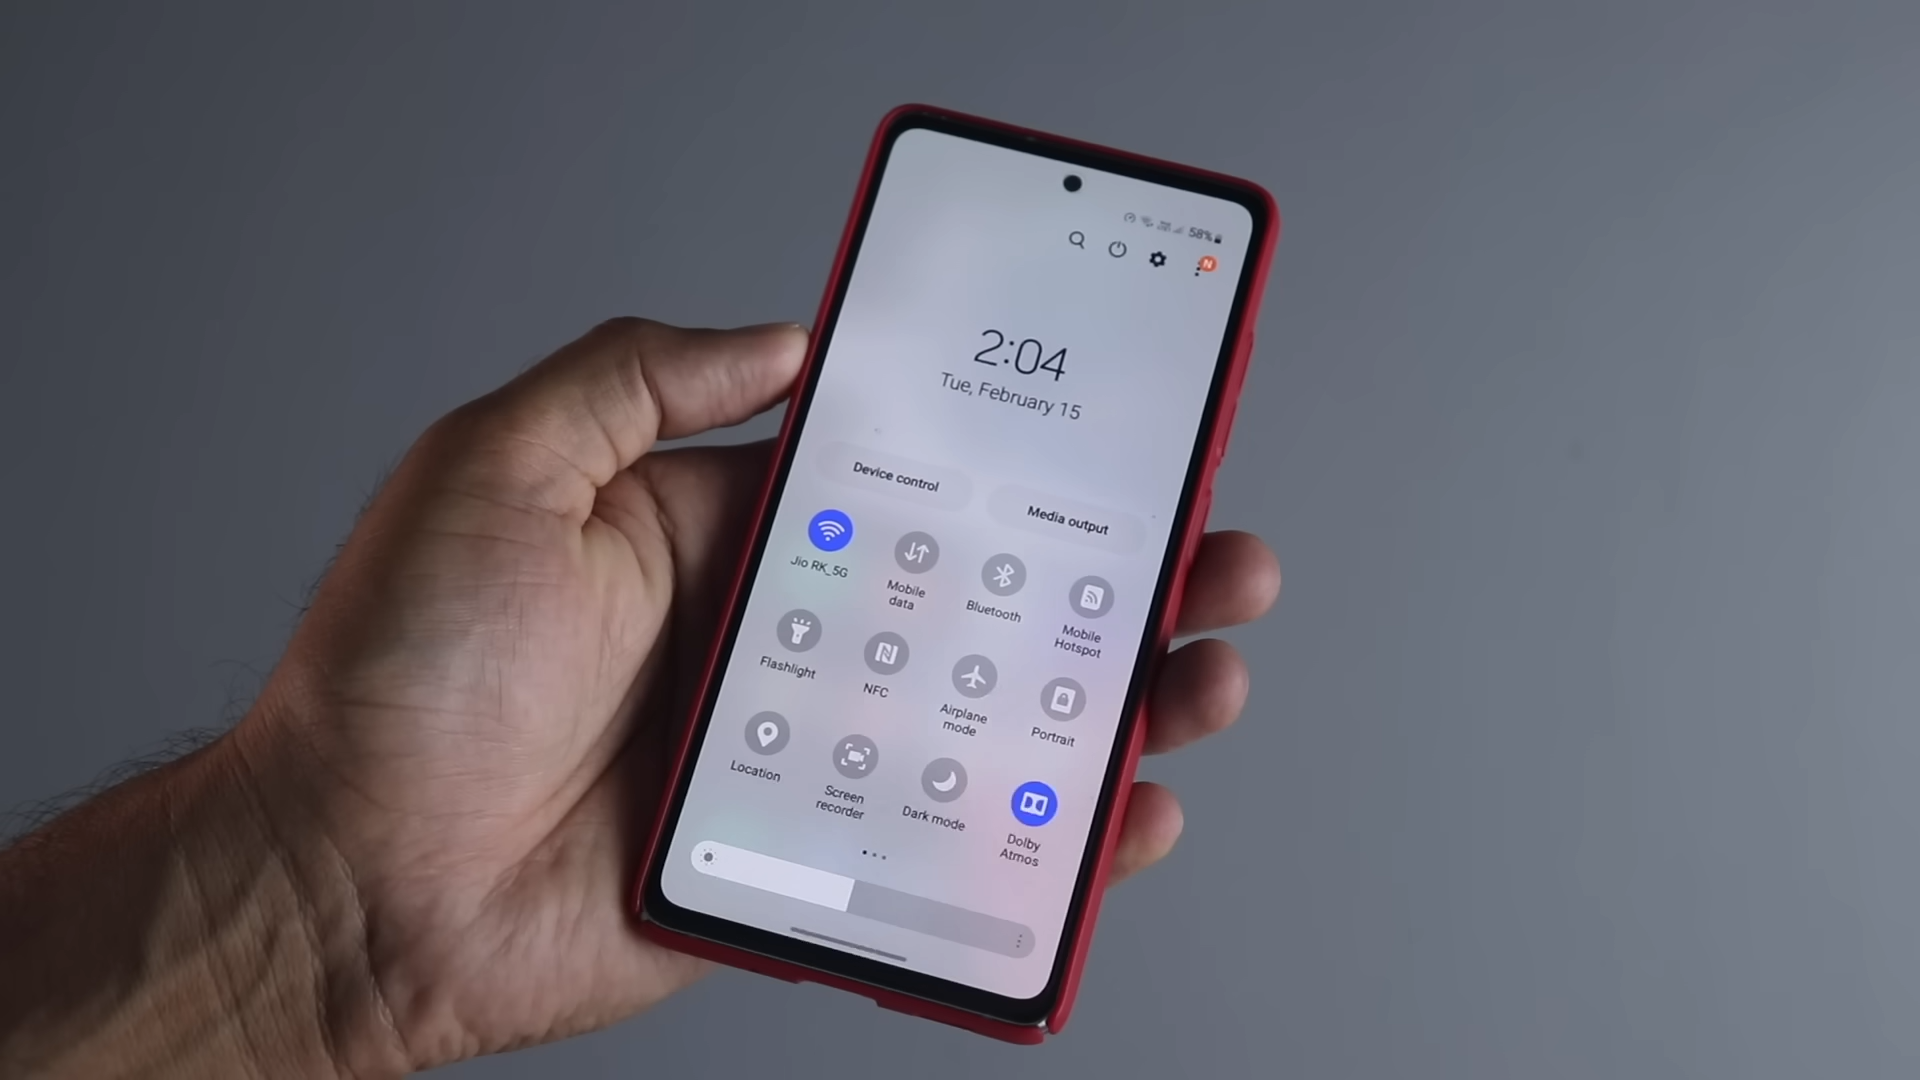 58%
N
2:04
Tue, February 15
Device control
Media output
Jio RK_5G
Mobile
data
Bluetooth
Mobile
Hotspot
Flashlight
NFC
Airplane
mode
Portrait
Location
Screen
recorder
Dark mode
Dolby
Atmos